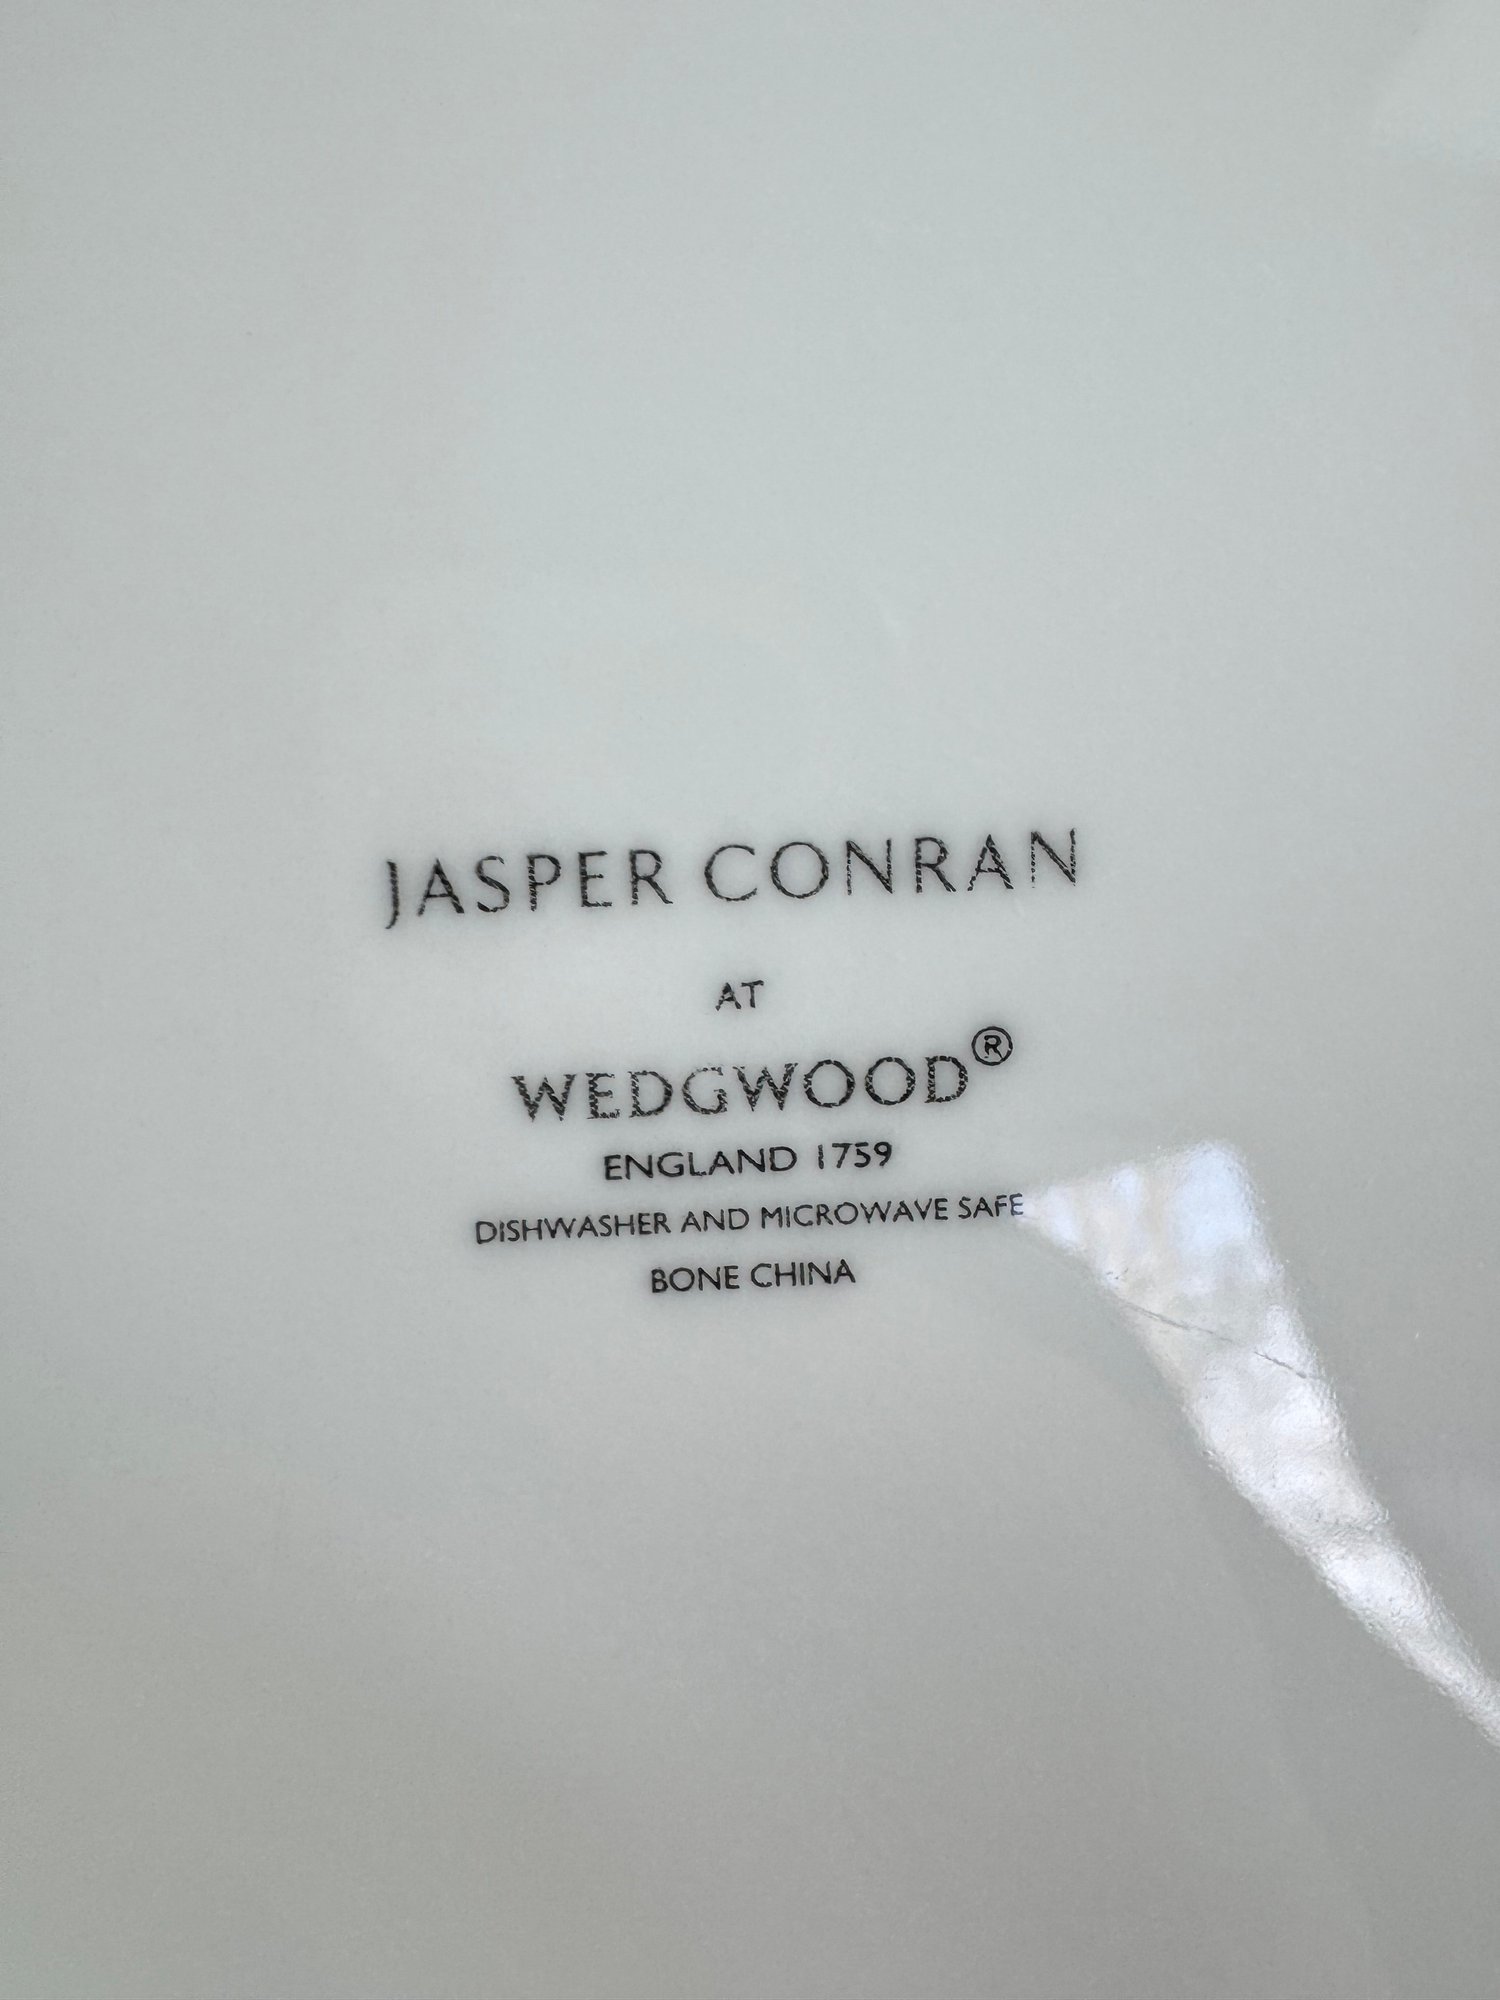 JASPER CONRAN
AT
WEDGWOOD®
ENGLAND 1759
DISHWASHER AND MICROWAVE SAFE
BONE CHINA